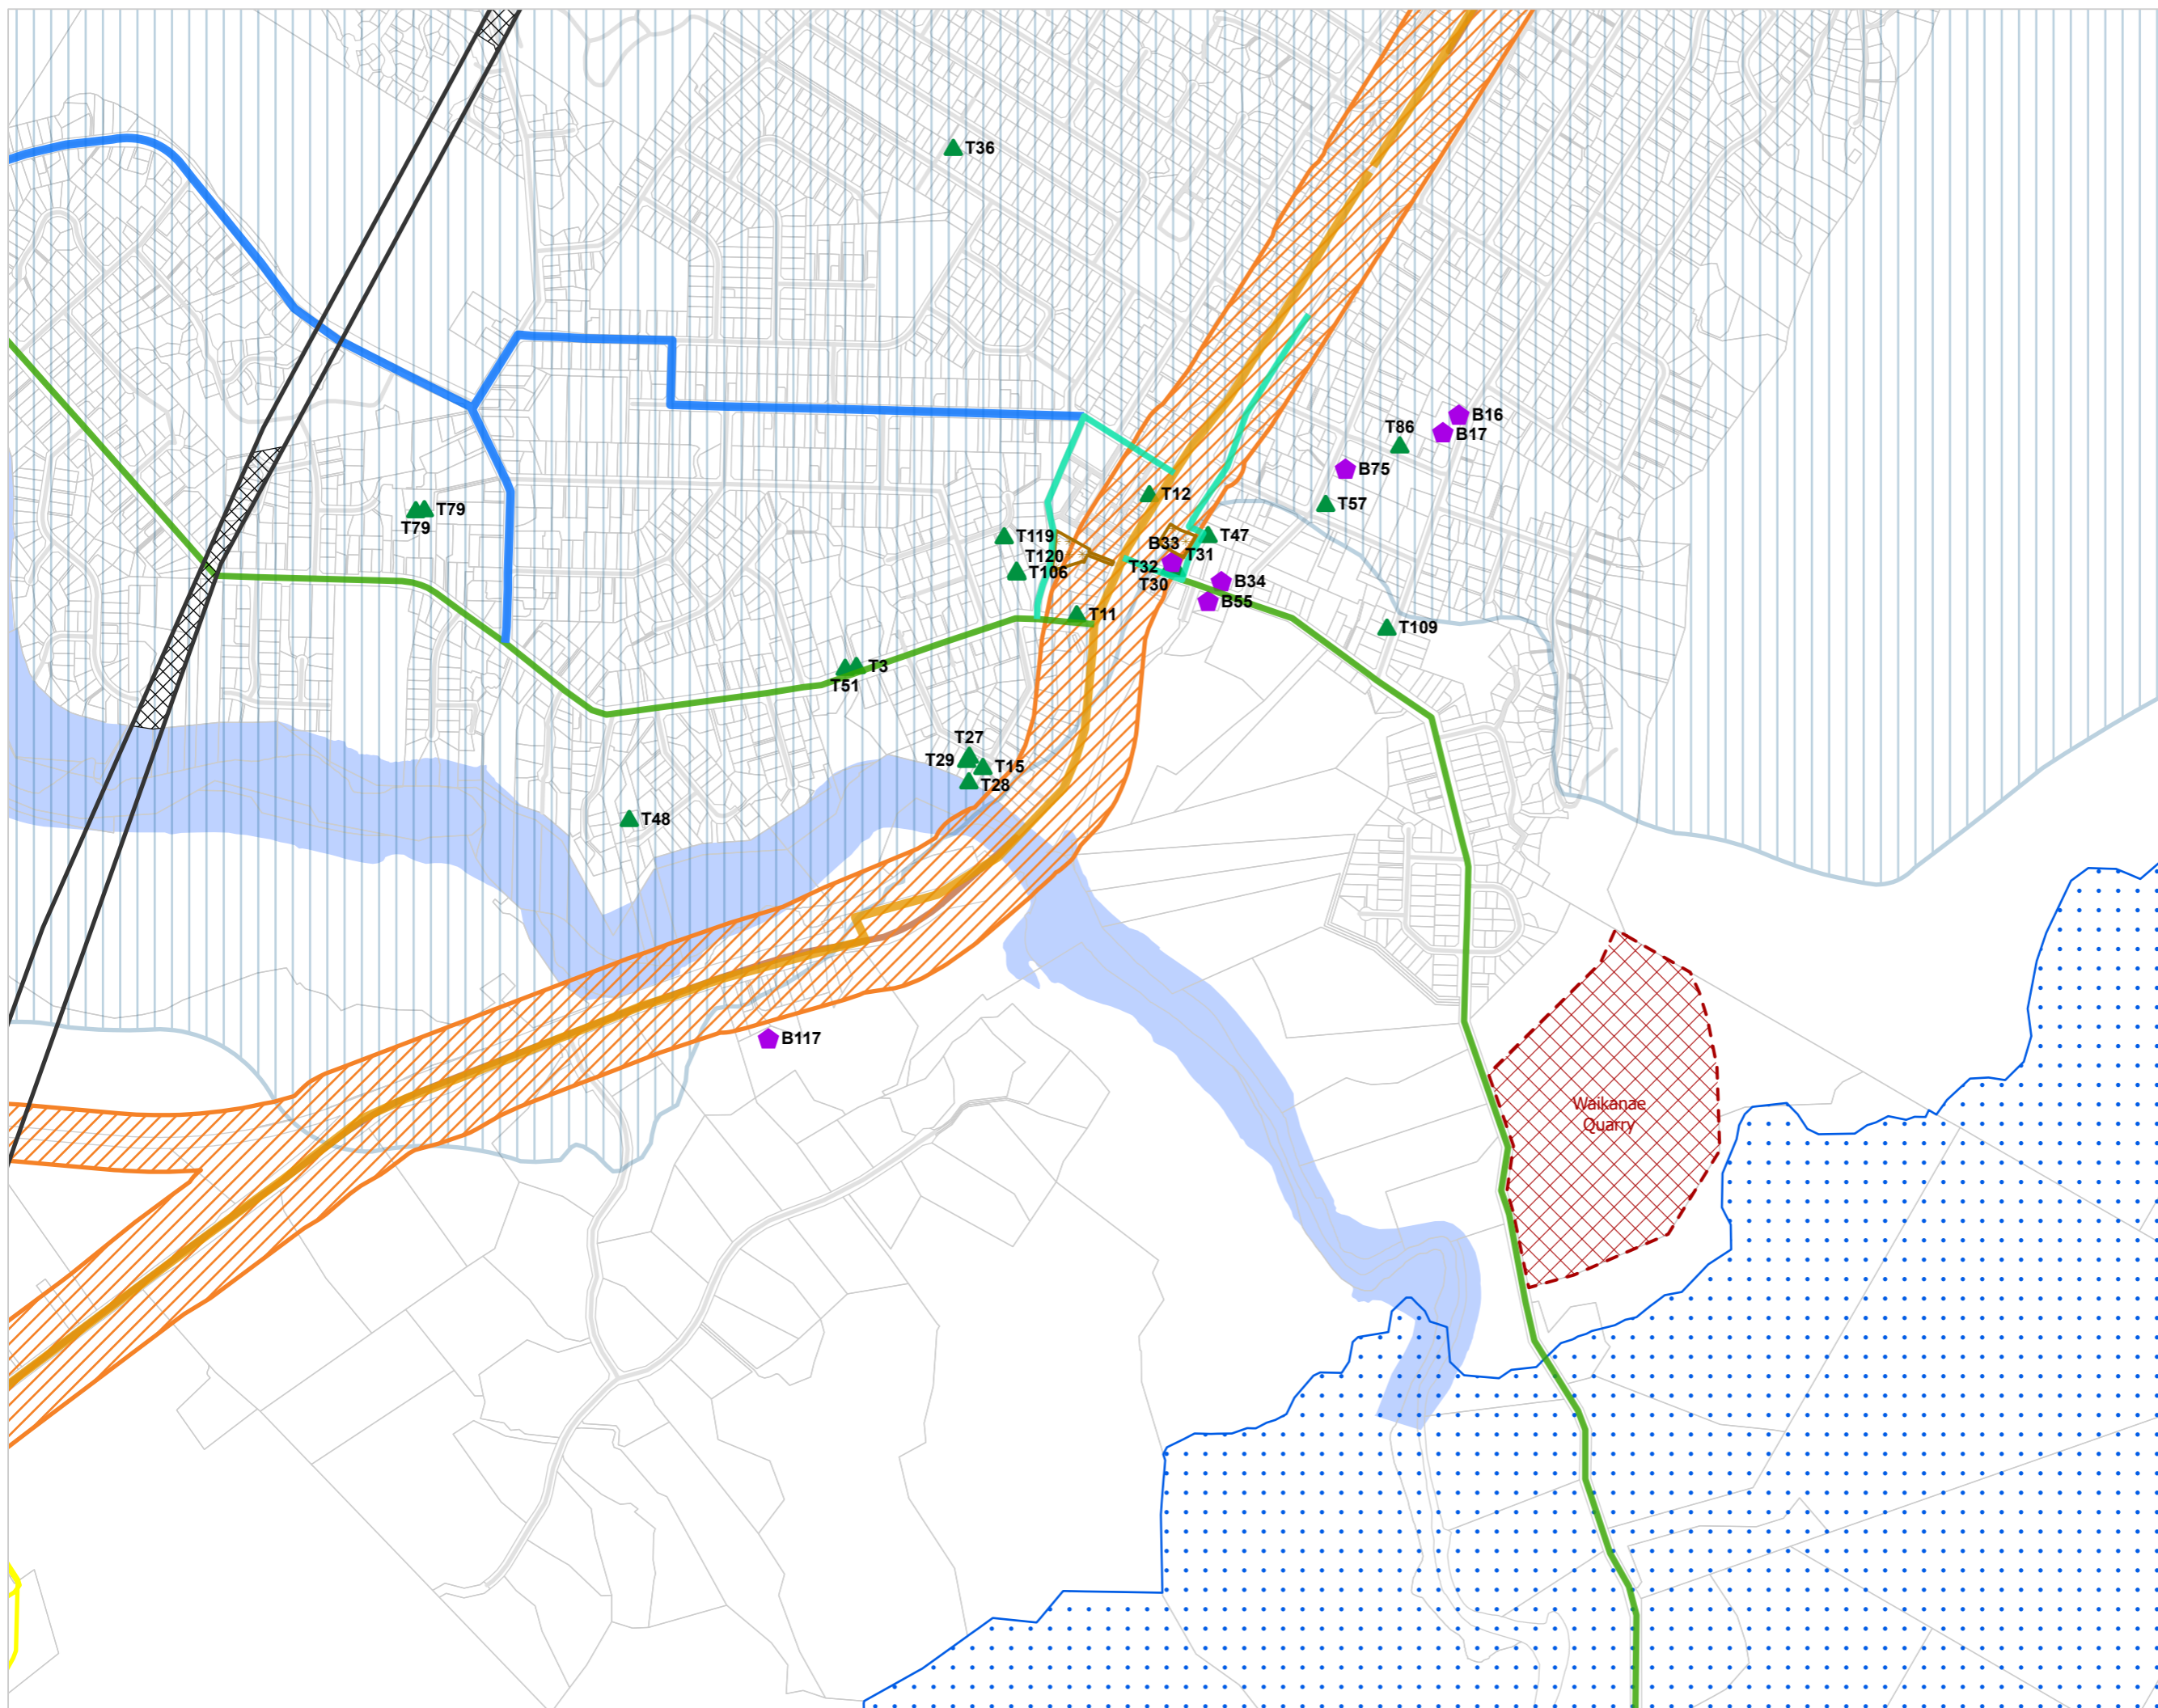 T36
B16
B17
T86
B75
T12
T57
T79
T79
T119
T47
B33
T120
T31
T106
T32
T30
B34
B55
T11
T109
T3
T51
T27
T29
T15
T28
T48
B117
Waikanae
Quarry